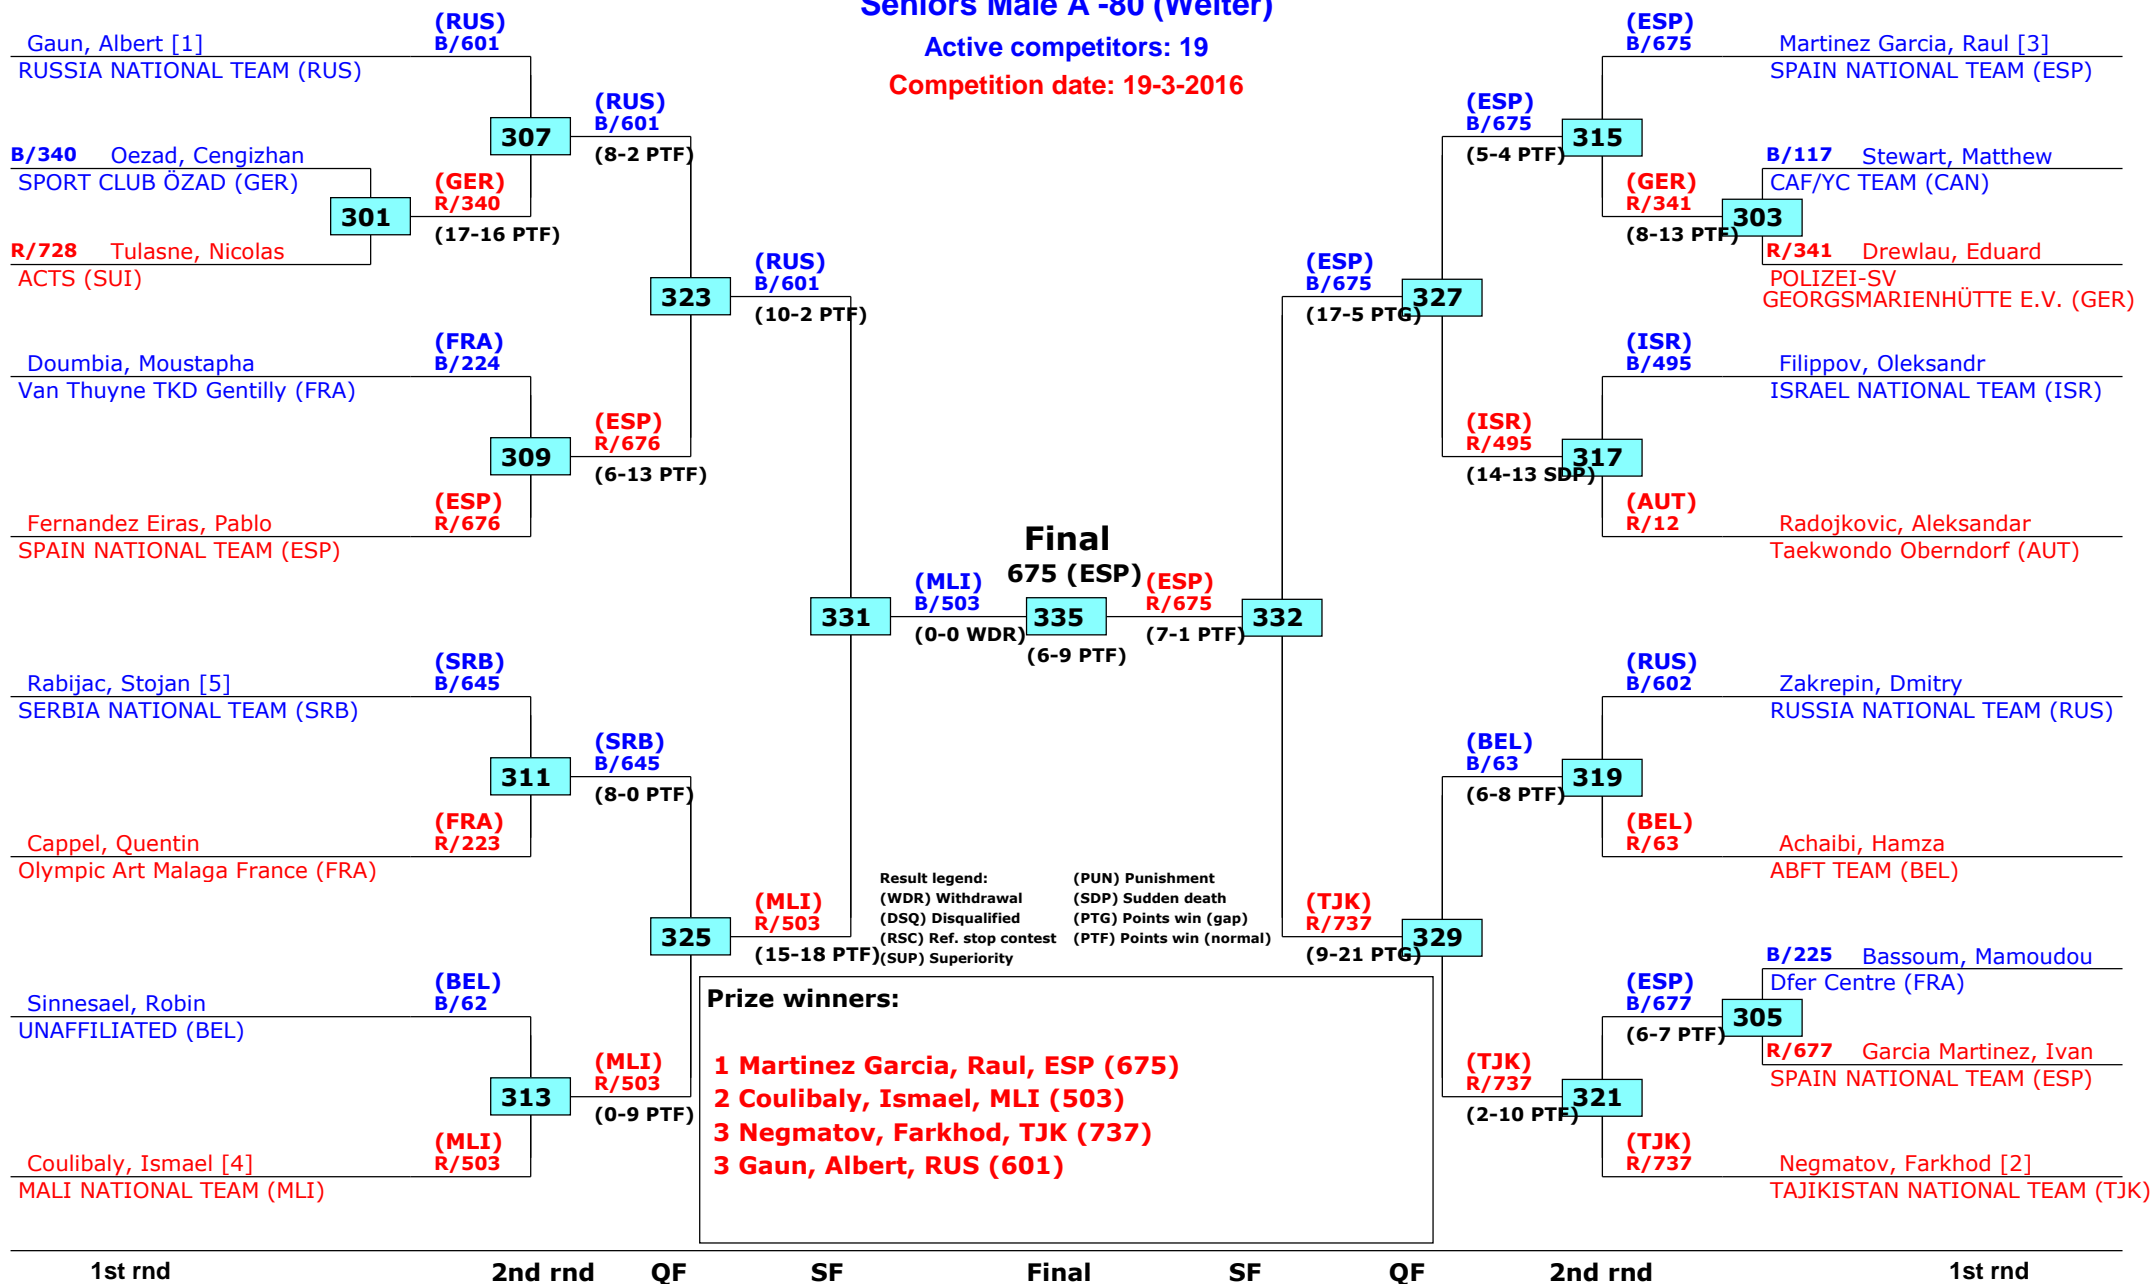 Seniors Male A -80 (Welter)
Active competitors: 19
Competition date: 19-3-2016
(RUS)
B/601
Gaun, Albert [1]
RUSSIA NATIONAL TEAM (RUS)
307
(RUS)
B/601
(8-2 PTF)
B/340 Oezad, Cengizhan
SPORT CLUB ÖZAD (GER)
301
(GER)
R/340
(17-16 PTF)
R/728 Tulasne, Nicolas
ACTS (SUI)
323
(RUS)
B/601
(10-2 PTF)
Doumbia, Moustapha
Van Thuyne TKD Gentilly (FRA)
(FRA)
B/224
309
(ESP)
R/676
(6-13 PTF)
Fernandez Eiras, Pablo
SPAIN NATIONAL TEAM (ESP)
(ESP)
R/676
331
(MLI)
B/503
(0-0 WDR)
Rabijac, Stojan [5]
SERBIA NATIONAL TEAM (SRB)
(SRB)
B/645
311
(SRB)
B/645
(8-0 PTF)
Cappel, Quentin
Olympic Art Malaga France (FRA)
(FRA)
R/223
325
(MLI)
R/503
(15-18 PTF)
Sinnesael, Robin
UNAFFILIATED (BEL)
(BEL)
B/62
313
(MLI)
R/503
(0-9 PTF)
Coulibaly, Ismael [4]
MALI NATIONAL TEAM (MLI)
(MLI)
R/503
Final
675 (ESP)
335
(6-9 PTF)
(ESP)
R/675
(7-1 PTF)
332
(ESP)
B/675
Martinez Garcia, Raul [3]
SPAIN NATIONAL TEAM (ESP)
(ESP)
B/675
(5-4 PTF)
315
B/117 Stewart, Matthew
CAF/YC TEAM (CAN)
(GER)
R/341
(8-13 PTF)
303
R/341 Drewlau, Eduard
POLIZEI-SV
GEORGSMARIENHÜTTE E.V. (GER)
(ESP)
B/675
(17-5 PTG)
327
(ISR)
B/495
Filippov, Oleksandr
ISRAEL NATIONAL TEAM (ISR)
(ISR)
R/495
(14-13 SDP)
317
(AUT)
R/12
Radojkovic, Aleksandar
Taekwondo Oberndorf (AUT)
(RUS)
B/602
Zakrepin, Dmitry
RUSSIA NATIONAL TEAM (RUS)
(BEL)
B/63
(6-8 PTF)
319
(BEL)
R/63
Achaibi, Hamza
ABFT TEAM (BEL)
(TJK)
R/737
(9-21 PTG)
329
B/225 Bassoum, Mamoudou
Dfer Centre (FRA)
(ESP)
B/677
(6-7 PTF)
305
R/677 Garcia Martinez, Ivan
SPAIN NATIONAL TEAM (ESP)
(TJK)
R/737
(2-10 PTF)
321
(TJK)
R/737
Negmatov, Farkhod [2]
TAJIKISTAN NATIONAL TEAM (TJK)
Result legend: (PUN) Punishment
(WDR) Withdrawal (SDP) Sudden death
(DSQ) Disqualified (PTG) Points win (gap)
(RSC) Ref. stop contest (PTF) Points win (normal)
(SUP) Superiority
Prize winners:
1 Martinez Garcia, Raul, ESP (675)
2 Coulibaly, Ismael, MLI (503)
3 Negmatov, Farkhod, TJK (737)
3 Gaun, Albert, RUS (601)
1st rnd 2nd rnd QF SF Final SF QF 2nd rnd 1st rnd